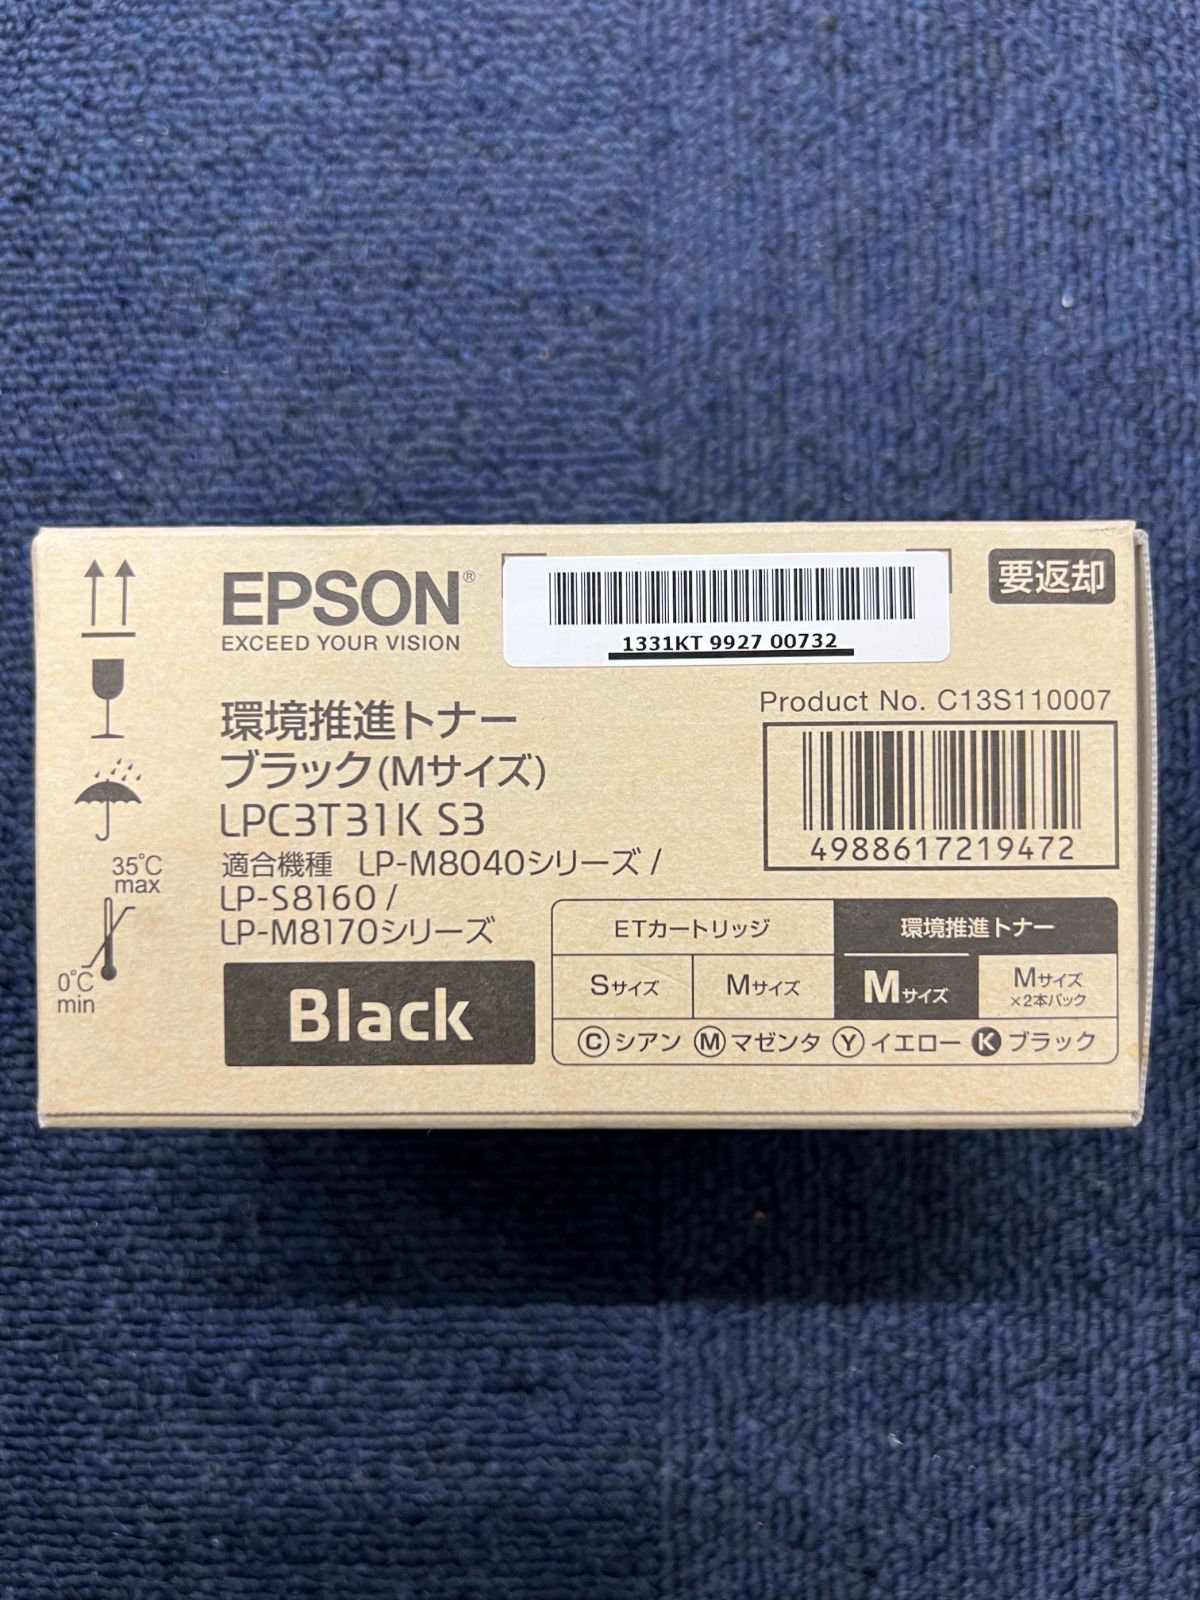 EPSON®
EXCEED YOUR VISION
1331KT 9927 00732
要返却
環境推進トナー
ブラック(Mサイズ)
LPC3T31K S3
適合機種 LP-M8040シリーズ /
LP-S8160 /
LP-M8170シリーズ
Black
Product No. C13S110007
4988617219472
35℃
max
0℃
min
ETカートリッジ 環境推進トナー
Sサイズ Mサイズ Mサイズ Mサイズ
×2本パック
Ⓒシアン Ⓜマゼンタ Ⓨイエロー Ⓚブラック